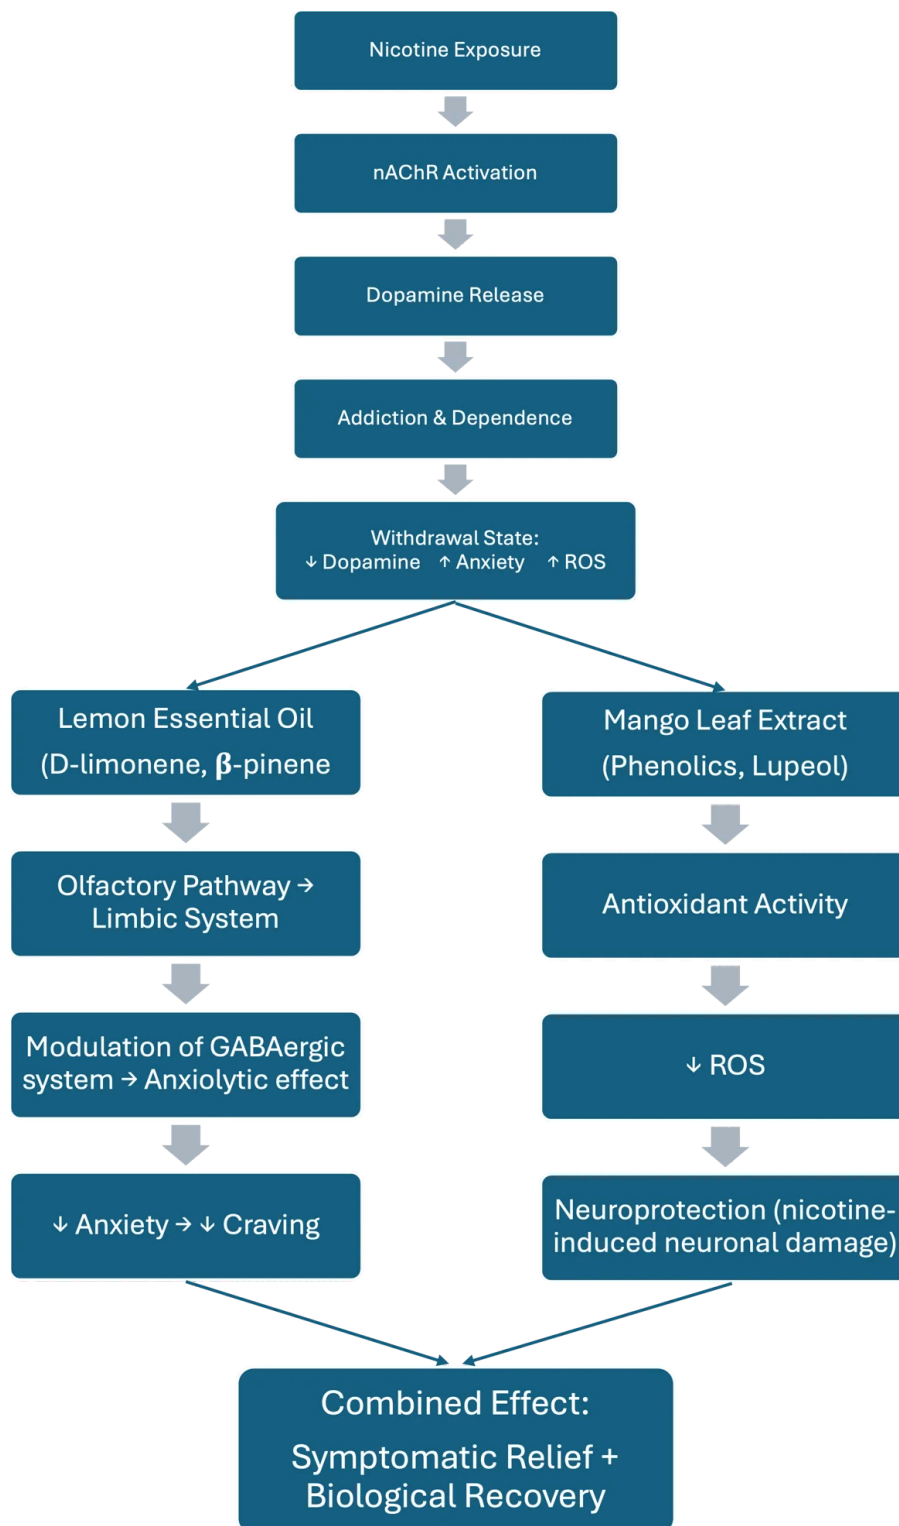 Nicotine Exposure
nAChR Activation
Dopamine Release
Addiction & Dependence
Withdrawal State:
↓ Dopamine ↑ Anxiety ↑ ROS
Lemon Essential Oil
(D-limonene, β-pinene
Olfactory Pathway →
Limbic System
Modulation of GABAergic
system → Anxiolytic effect
↓ Anxiety → ↓ Craving
Mango Leaf Extract
(Phenolics, Lupeol)
Antioxidant Activity
↓ ROS
Neuroprotection (nicotine-
induced neuronal damage)
Combined Effect:
Symptomatic Relief +
Biological Recovery